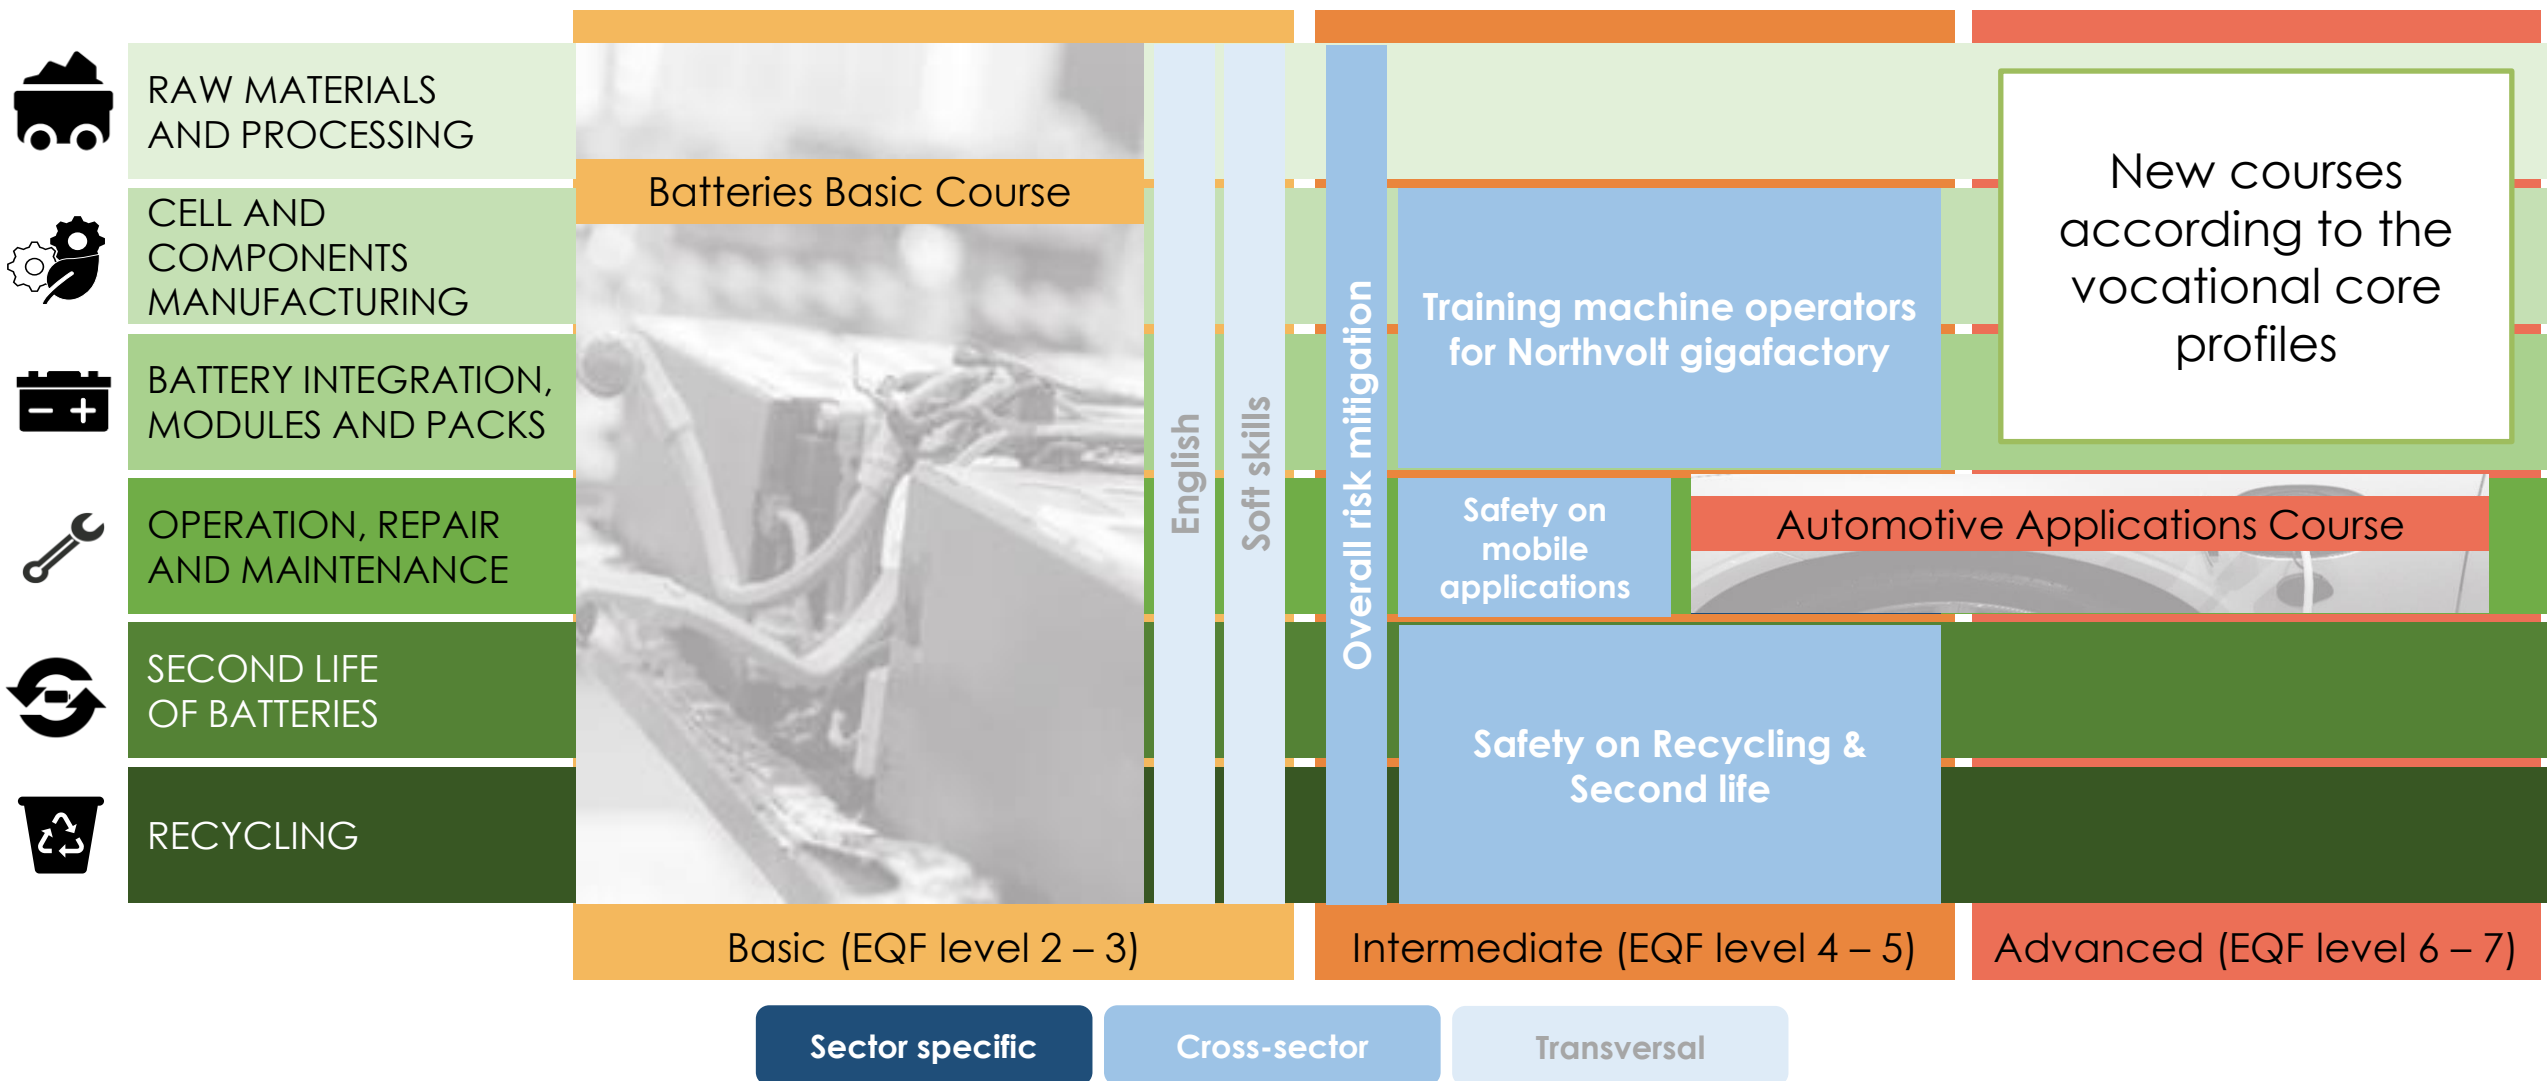 RAW MATERIALS
AND PROCESSING
CELL AND
COMPONENTS
MANUFACTURING
BATTERY INTEGRATION,
MODULES AND PACKS
OPERATION, REPAIR
AND MAINTENANCE
SECOND LIFE
OF BATTERIES
RECYCLING
Batteries Basic Course
English
Soft skills
Overall risk mitigation
Training machine operators
for Northvolt gigafactory
Safety on
mobile
applications
Safety on Recycling &
Second life
New courses
according to the
vocational core
profiles
Automotive Applications Course
Basic (EQF level 2 – 3)
Intermediate (EQF level 4 – 5)
Advanced (EQF level 6 – 7)
Sector specific
Cross-sector
Transversal